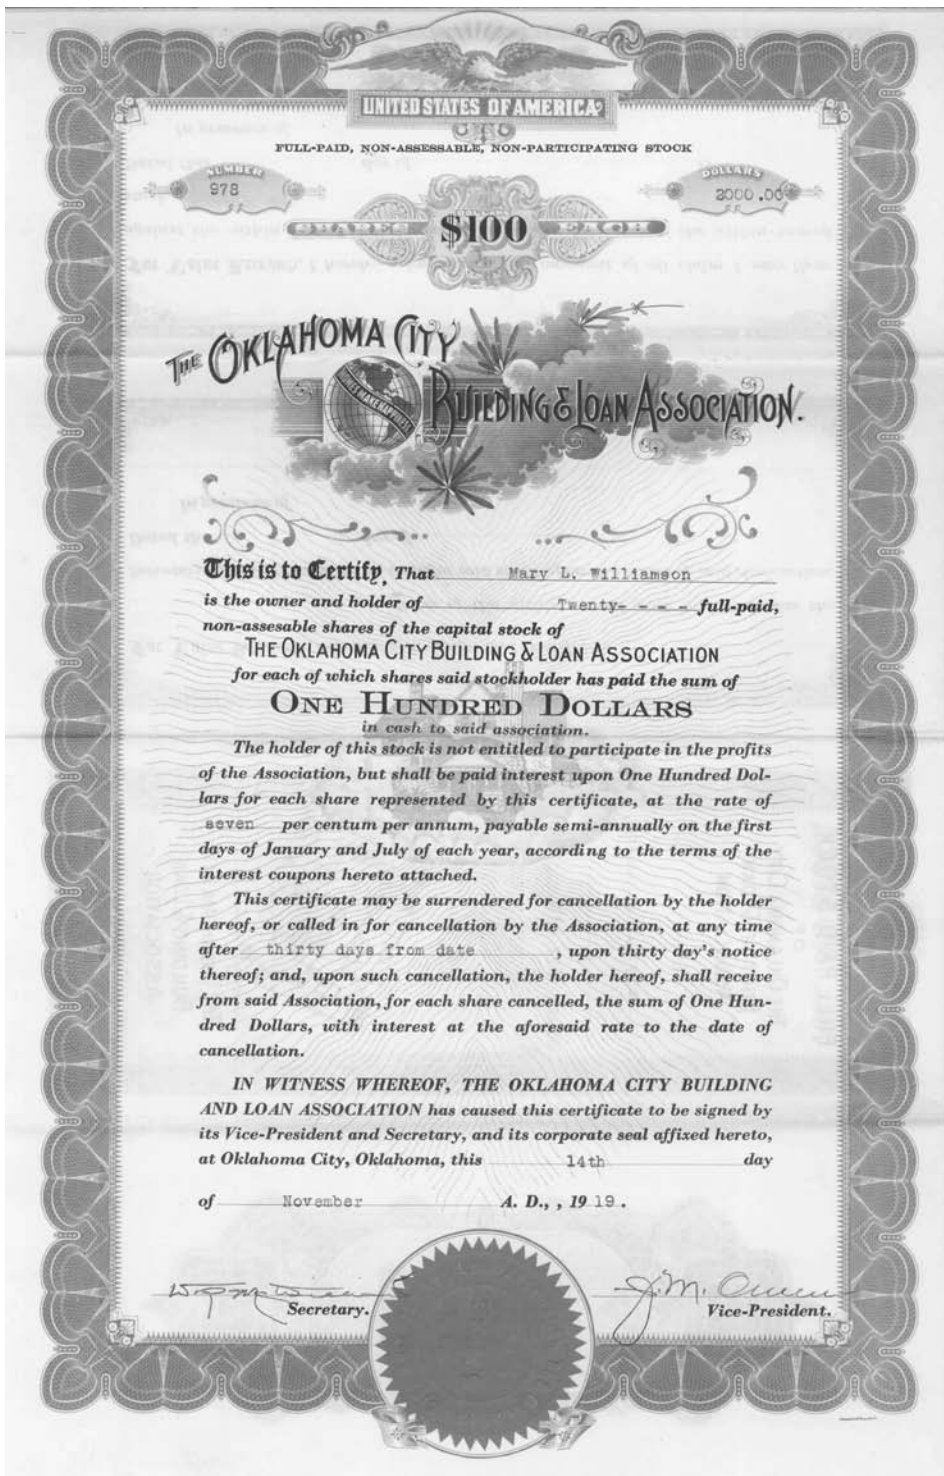 UNITED STATES OF AMERICA
FULL-PAID, NON-ASSESSABLE, NON-PARTICIPATING STOCK
NUMBER
978
DOLLARS
2000.00
SHARES $100 EACH
THE OKLAHOMA CITY
BUILDING & LOAN ASSOCIATION.
This is to Certify, That Mary L. Williamson
is the owner and holder of Twenty- - - - full-paid,
non-assesable shares of the capital stock of
THE OKLAHOMA CITY BUILDING & LOAN ASSOCIATION
for each of which shares said stockholder has paid the sum of
ONE HUNDRED DOLLARS
in cash to said association.
The holder of this stock is not entitled to participate in the profits
of the Association, but shall be paid interest upon One Hundred Dol-
lars for each share represented by this certificate, at the rate of
seven per centum per annum, payable semi-annually on the first
days of January and July of each year, according to the terms of the
interest coupons hereto attached.
This certificate may be surrendered for cancellation by the holder
hereof, or called in for cancellation by the Association, at any time
after thirty days from date , upon thirty day's notice
thereof; and, upon such cancellation, the holder hereof, shall receive
from said Association, for each share cancelled, the sum of One Hun-
dred Dollars, with interest at the aforesaid rate to the date of
cancellation.
IN WITNESS WHEREOF, THE OKLAHOMA CITY BUILDING
AND LOAN ASSOCIATION has caused this certificate to be signed by
its Vice-President and Secretary, and its corporate seal affixed hereto,
at Oklahoma City, Oklahoma, this 14th day
of November A. D., , 19 19.
J. M.
Secretary. Vice-President.